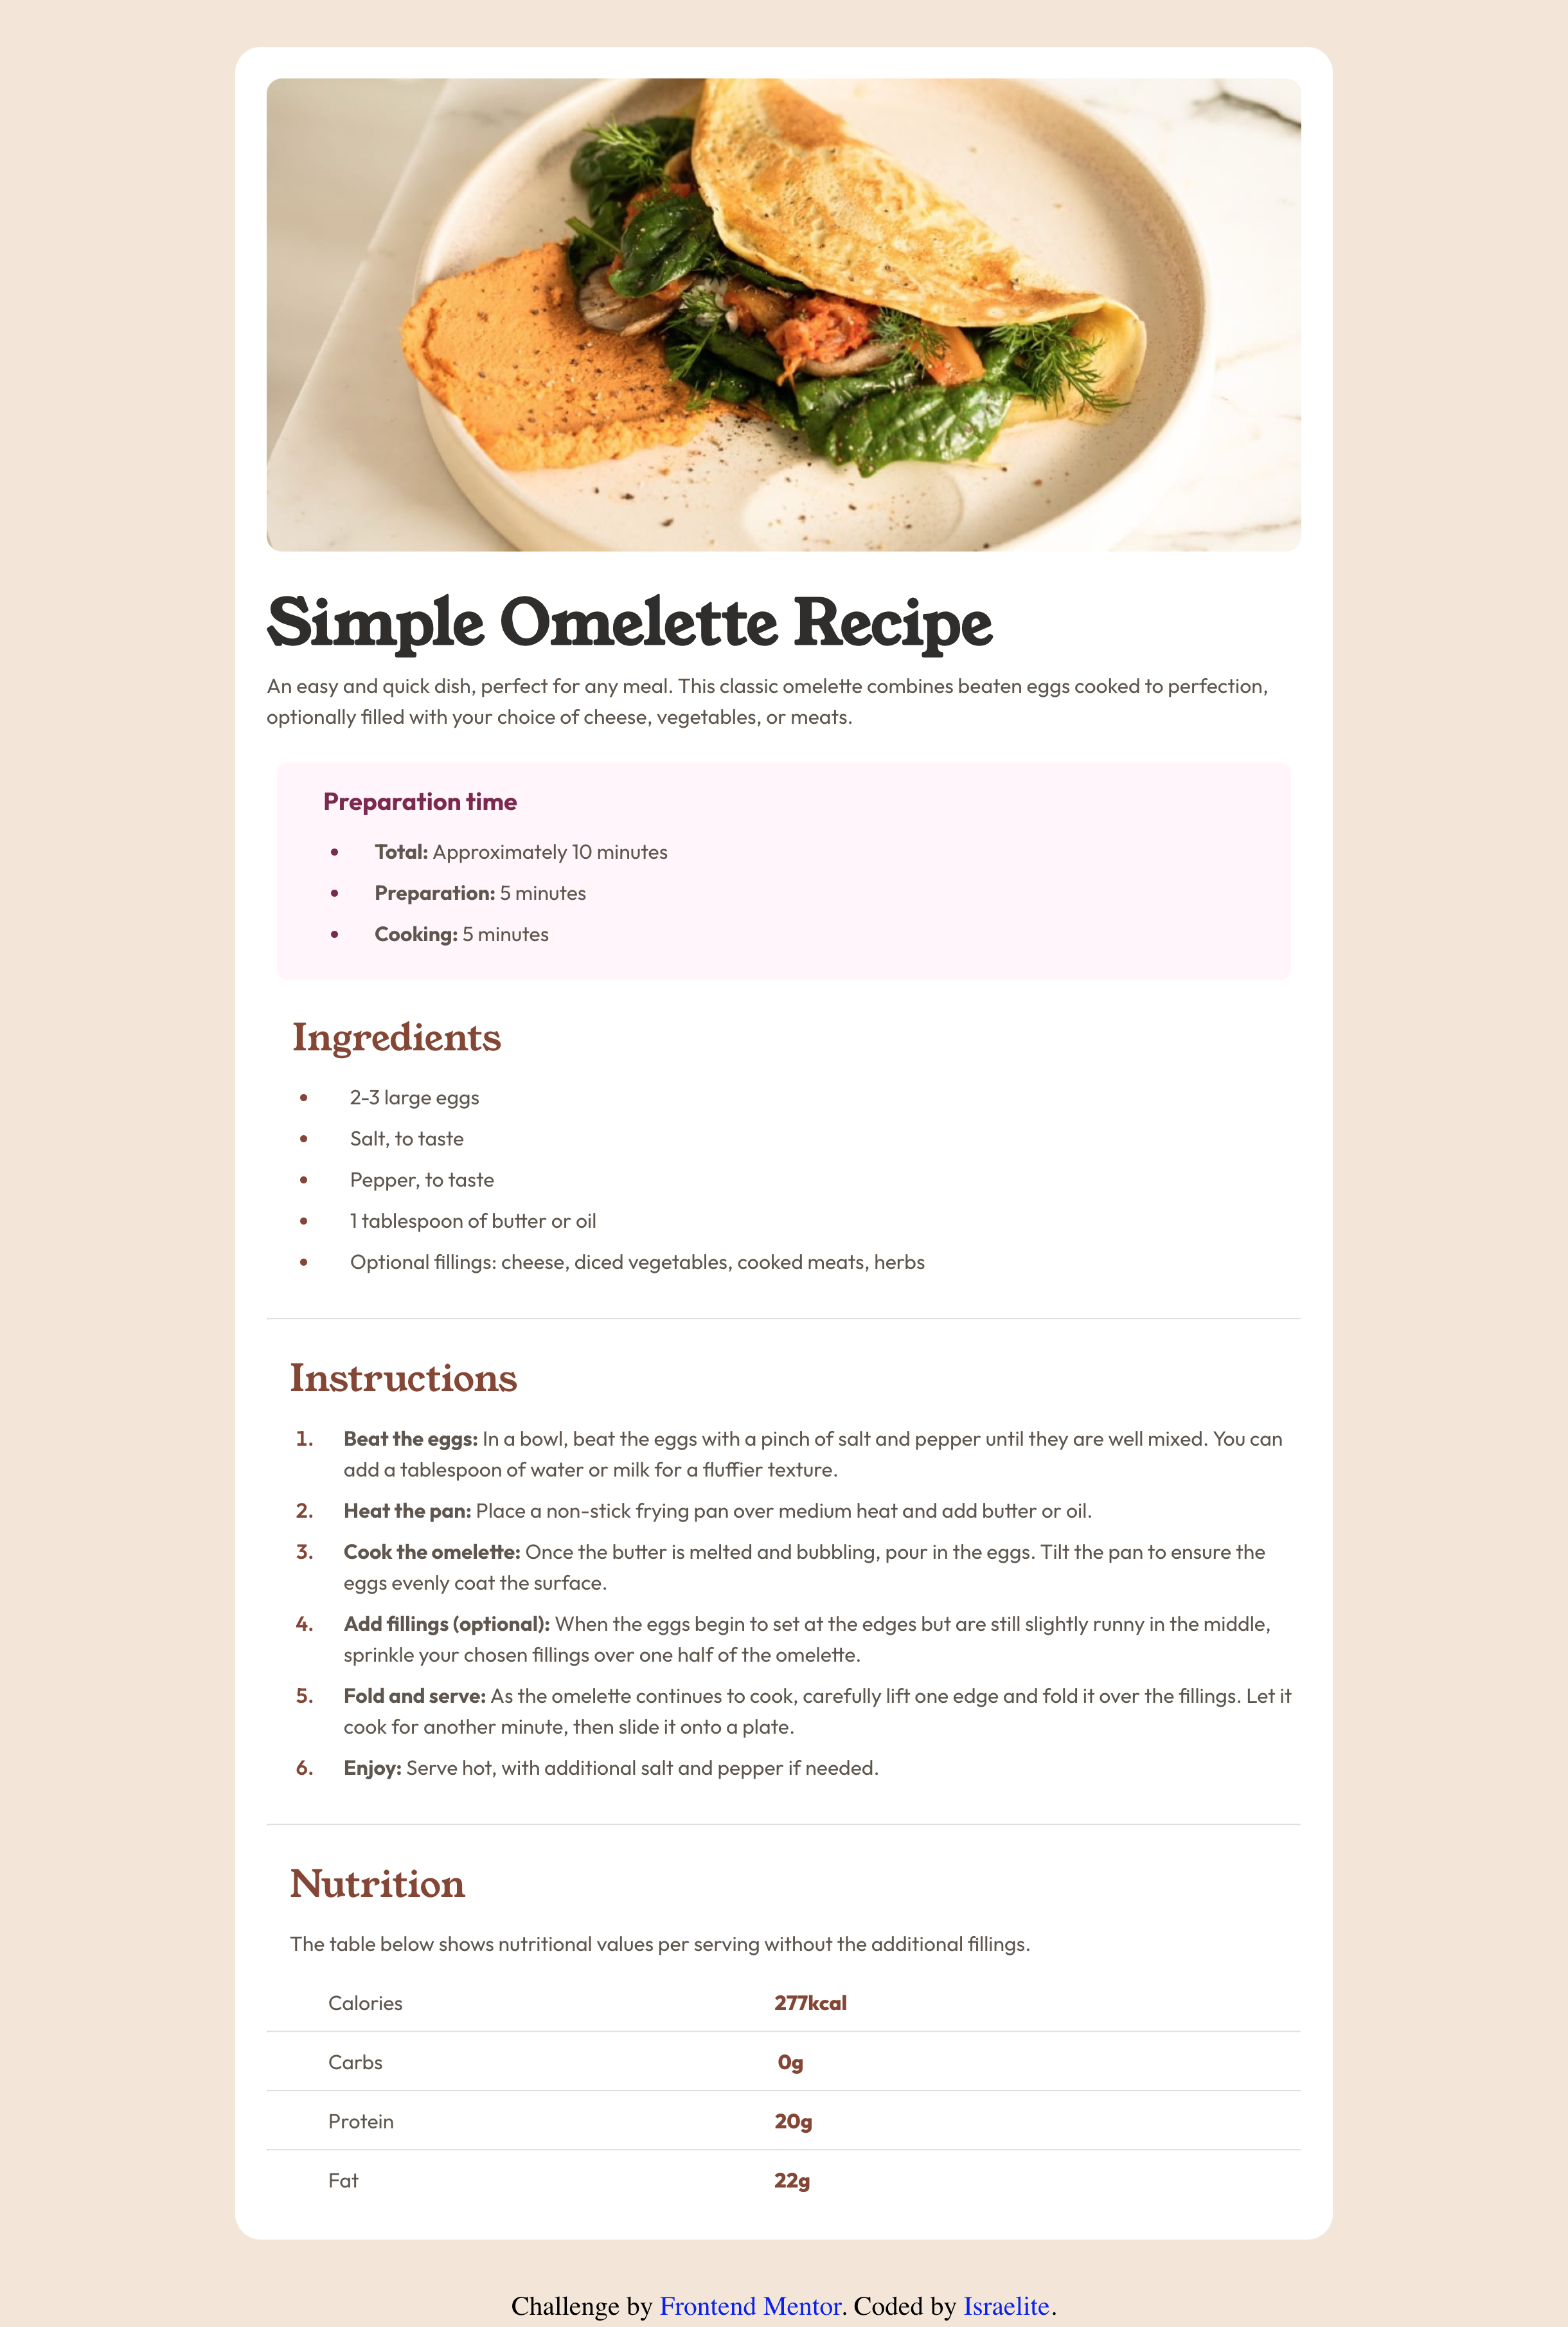 Simple Omelette Recipe
An easy and quick dish, perfect for any meal. This classic omelette combines beaten eggs cooked to perfection,
optionally filled with your choice of cheese, vegetables, or meats.
Preparation time
• Total: Approximately 10 minutes
• Preparation: 5 minutes
• Cooking: 5 minutes
Ingredients
• 2-3 large eggs
• Salt, to taste
• Pepper, to taste
• 1 tablespoon of butter or oil
• Optional fillings: cheese, diced vegetables, cooked meats, herbs
Instructions
1. Beat the eggs: In a bowl, beat the eggs with a pinch of salt and pepper until they are well mixed. You can
add a tablespoon of water or milk for a fluffier texture.
2. Heat the pan: Place a non-stick frying pan over medium heat and add butter or oil.
3. Cook the omelette: Once the butter is melted and bubbling, pour in the eggs. Tilt the pan to ensure the
eggs evenly coat the surface.
4. Add fillings (optional): When the eggs begin to set at the edges but are still slightly runny in the middle,
sprinkle your chosen fillings over one half of the omelette.
5. Fold and serve: As the omelette continues to cook, carefully lift one edge and fold it over the fillings. Let it
cook for another minute, then slide it onto a plate.
6. Enjoy: Serve hot, with additional salt and pepper if needed.
Nutrition
The table below shows nutritional values per serving without the additional fillings.
Calories 277kcal
Carbs 0g
Protein 20g
Fat 22g
Challenge by Frontend Mentor. Coded by Israelite.